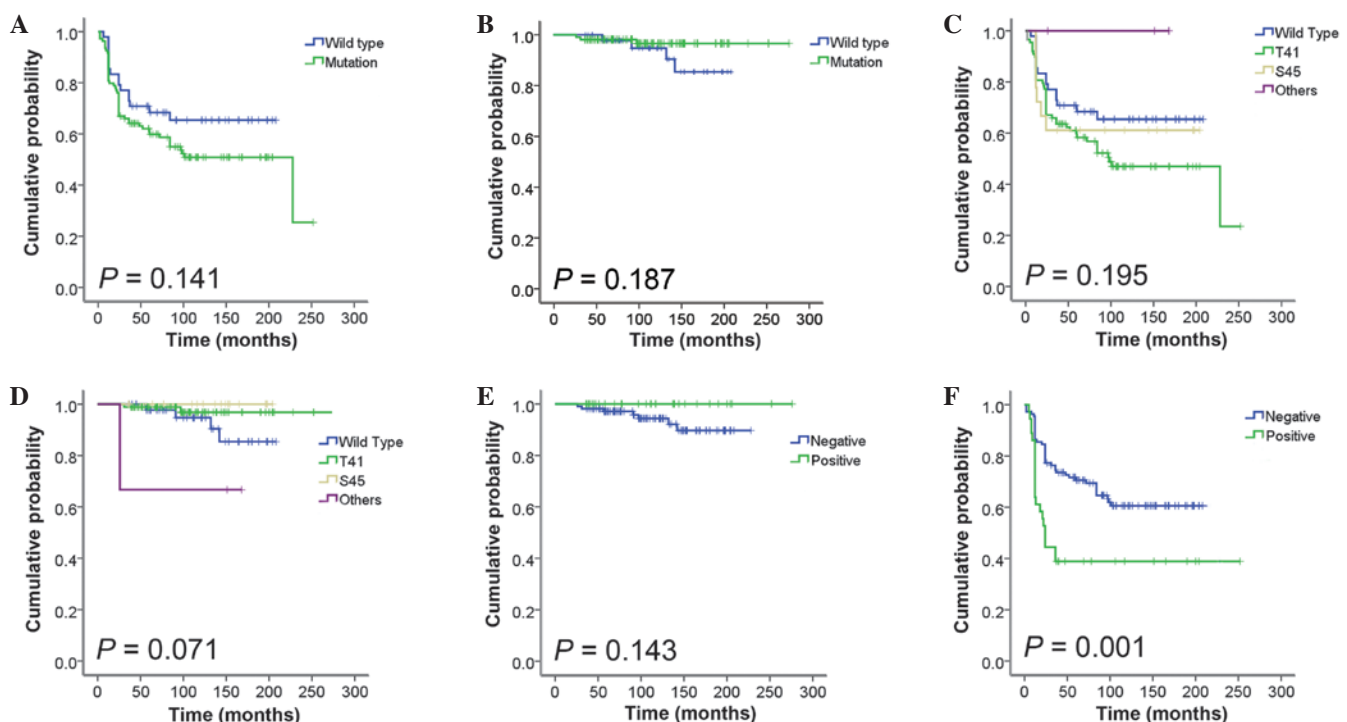 A
Cumulative probability
1.0
0.8
0.6
0.4
0.2
0.0
Wild type
Mutation
P = 0.141
0 50 100 150 200 250 300
Time (months)
B
Cumulative probability
1.0
0.8
0.6
0.4
0.2
0.0
Wild type
Mutation
P = 0.187
0 50 100 150 200 250 300
Time (months)
C
Cumulative probability
1.0
0.8
0.6
0.4
0.2
0.0
Wild Type
T41
S45
Others
P = 0.195
0 50 100 150 200 250 300
Time (months)
D
Cumulative probability
1.0
0.8
0.6
0.4
0.2
0.0
Wild Type
T41
S45
Others
P = 0.071
0 50 100 150 200 250 300
Time (months)
E
Cumulative probability
1.0
0.8
0.6
0.4
0.2
0.0
Negative
Positive
P = 0.143
0 50 100 150 200 250 300
Time (months)
F
Cumulative probability
1.0
0.8
0.6
0.4
0.2
0.0
Negative
Positive
P = 0.001
0 50 100 150 200 250 300
Time (months)